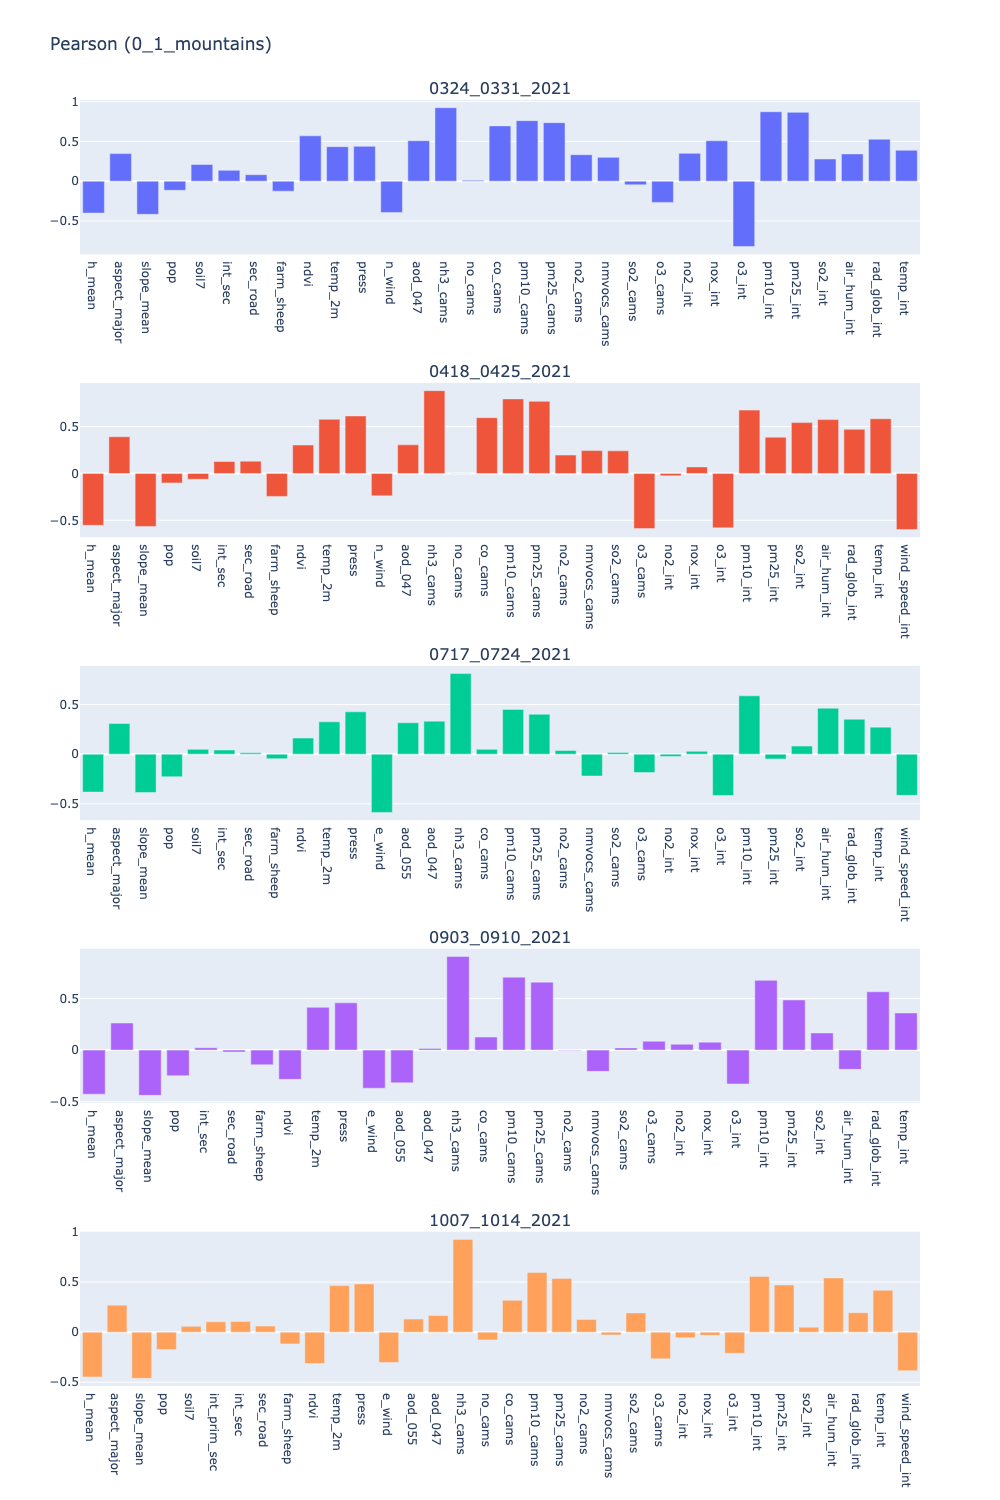 Pearson (0_1_mountains)
0324_0331_2021
1
0.5
0
−0.5
h_mean
aspect_major
slope_mean
pop
soil7
int_sec
sec_road
farm_sheep
ndvi
temp_2m
press
n_wind
aod_047
nh3_cams
no_cams
co_cams
pm10_cams
pm25_cams
no2_cams
nmvocs_cams
so2_cams
o3_cams
no2_int
nox_int
o3_int
pm10_int
pm25_int
so2_int
air_hum_int
rad_glob_int
temp_int
0418_0425_2021
0.5
0
−0.5
h_mean
aspect_major
slope_mean
pop
soil7
int_sec
sec_road
farm_sheep
ndvi
temp_2m
press
n_wind
aod_047
nh3_cams
no_cams
co_cams
pm10_cams
pm25_cams
no2_cams
nmvocs_cams
so2_cams
o3_cams
no2_int
nox_int
o3_int
pm10_int
pm25_int
so2_int
air_hum_int
rad_glob_int
temp_int
wind_speed_int
0717_0724_2021
0.5
0
−0.5
h_mean
aspect_major
slope_mean
pop
soil7
int_sec
sec_road
farm_sheep
ndvi
temp_2m
press
e_wind
aod_055
aod_047
nh3_cams
co_cams
pm10_cams
pm25_cams
no2_cams
nmvocs_cams
so2_cams
o3_cams
no2_int
nox_int
o3_int
pm10_int
pm25_int
so2_int
air_hum_int
rad_glob_int
temp_int
wind_speed_int
0903_0910_2021
0.5
0
−0.5
h_mean
aspect_major
slope_mean
pop
int_sec
sec_road
farm_sheep
ndvi
temp_2m
press
e_wind
aod_055
aod_047
nh3_cams
co_cams
pm10_cams
pm25_cams
no2_cams
nmvocs_cams
so2_cams
o3_cams
no2_int
nox_int
o3_int
pm10_int
pm25_int
so2_int
air_hum_int
rad_glob_int
temp_int
1007_1014_2021
1
0.5
0
−0.5
h_mean
aspect_major
slope_mean
pop
soil7
int_prim_sec
int_sec
sec_road
farm_sheep
ndvi
temp_2m
press
e_wind
aod_055
aod_047
nh3_cams
no_cams
co_cams
pm10_cams
pm25_cams
no2_cams
nmvocs_cams
so2_cams
o3_cams
no2_int
nox_int
o3_int
pm10_int
pm25_int
so2_int
air_hum_int
rad_glob_int
temp_int
wind_speed_int